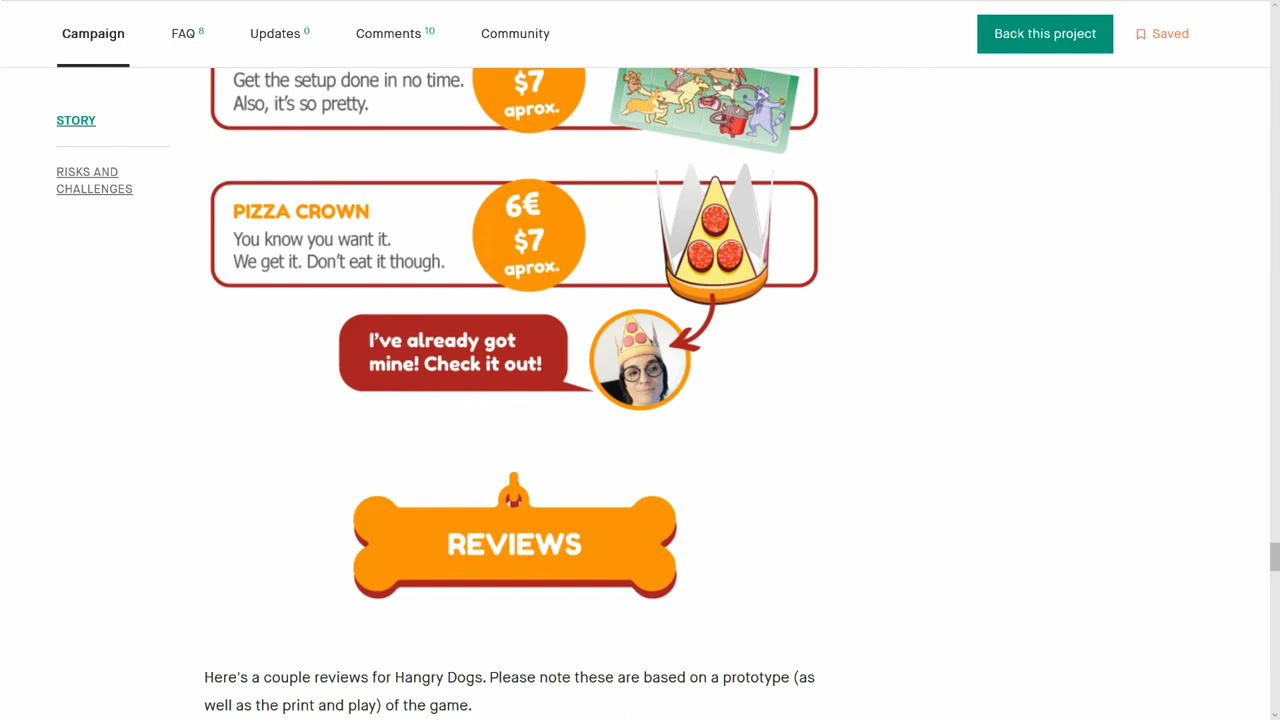 Campaign FAQ 8 Updates 0 Comments 10 Community Back this project Saved
STORY
RISKS AND
CHALLENGES
Get the setup done in no time.
Also, it's so pretty.
$7
aprox.
PIZZA CROWN
You know you want it.
We get it. Don't eat it though.
6€
$7
aprox.
I've already got
mine! Check it out!
REVIEWS
Here's a couple reviews for Hangry Dogs. Please note these are based on a prototype (as
well as the print and play) of the game.